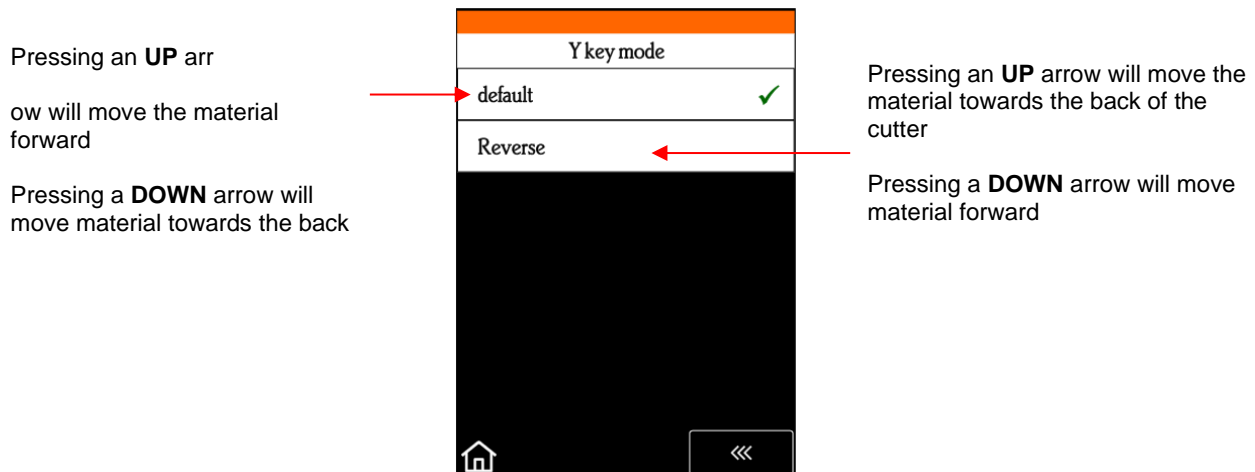 Pressing an UP arr
ow will move the material
forward
Pressing a DOWN arrow will
move material towards the back
Y key mode
default
Reverse
Pressing an UP arrow will move the
material towards the back of the
cutter
Pressing a DOWN arrow will move
material forward